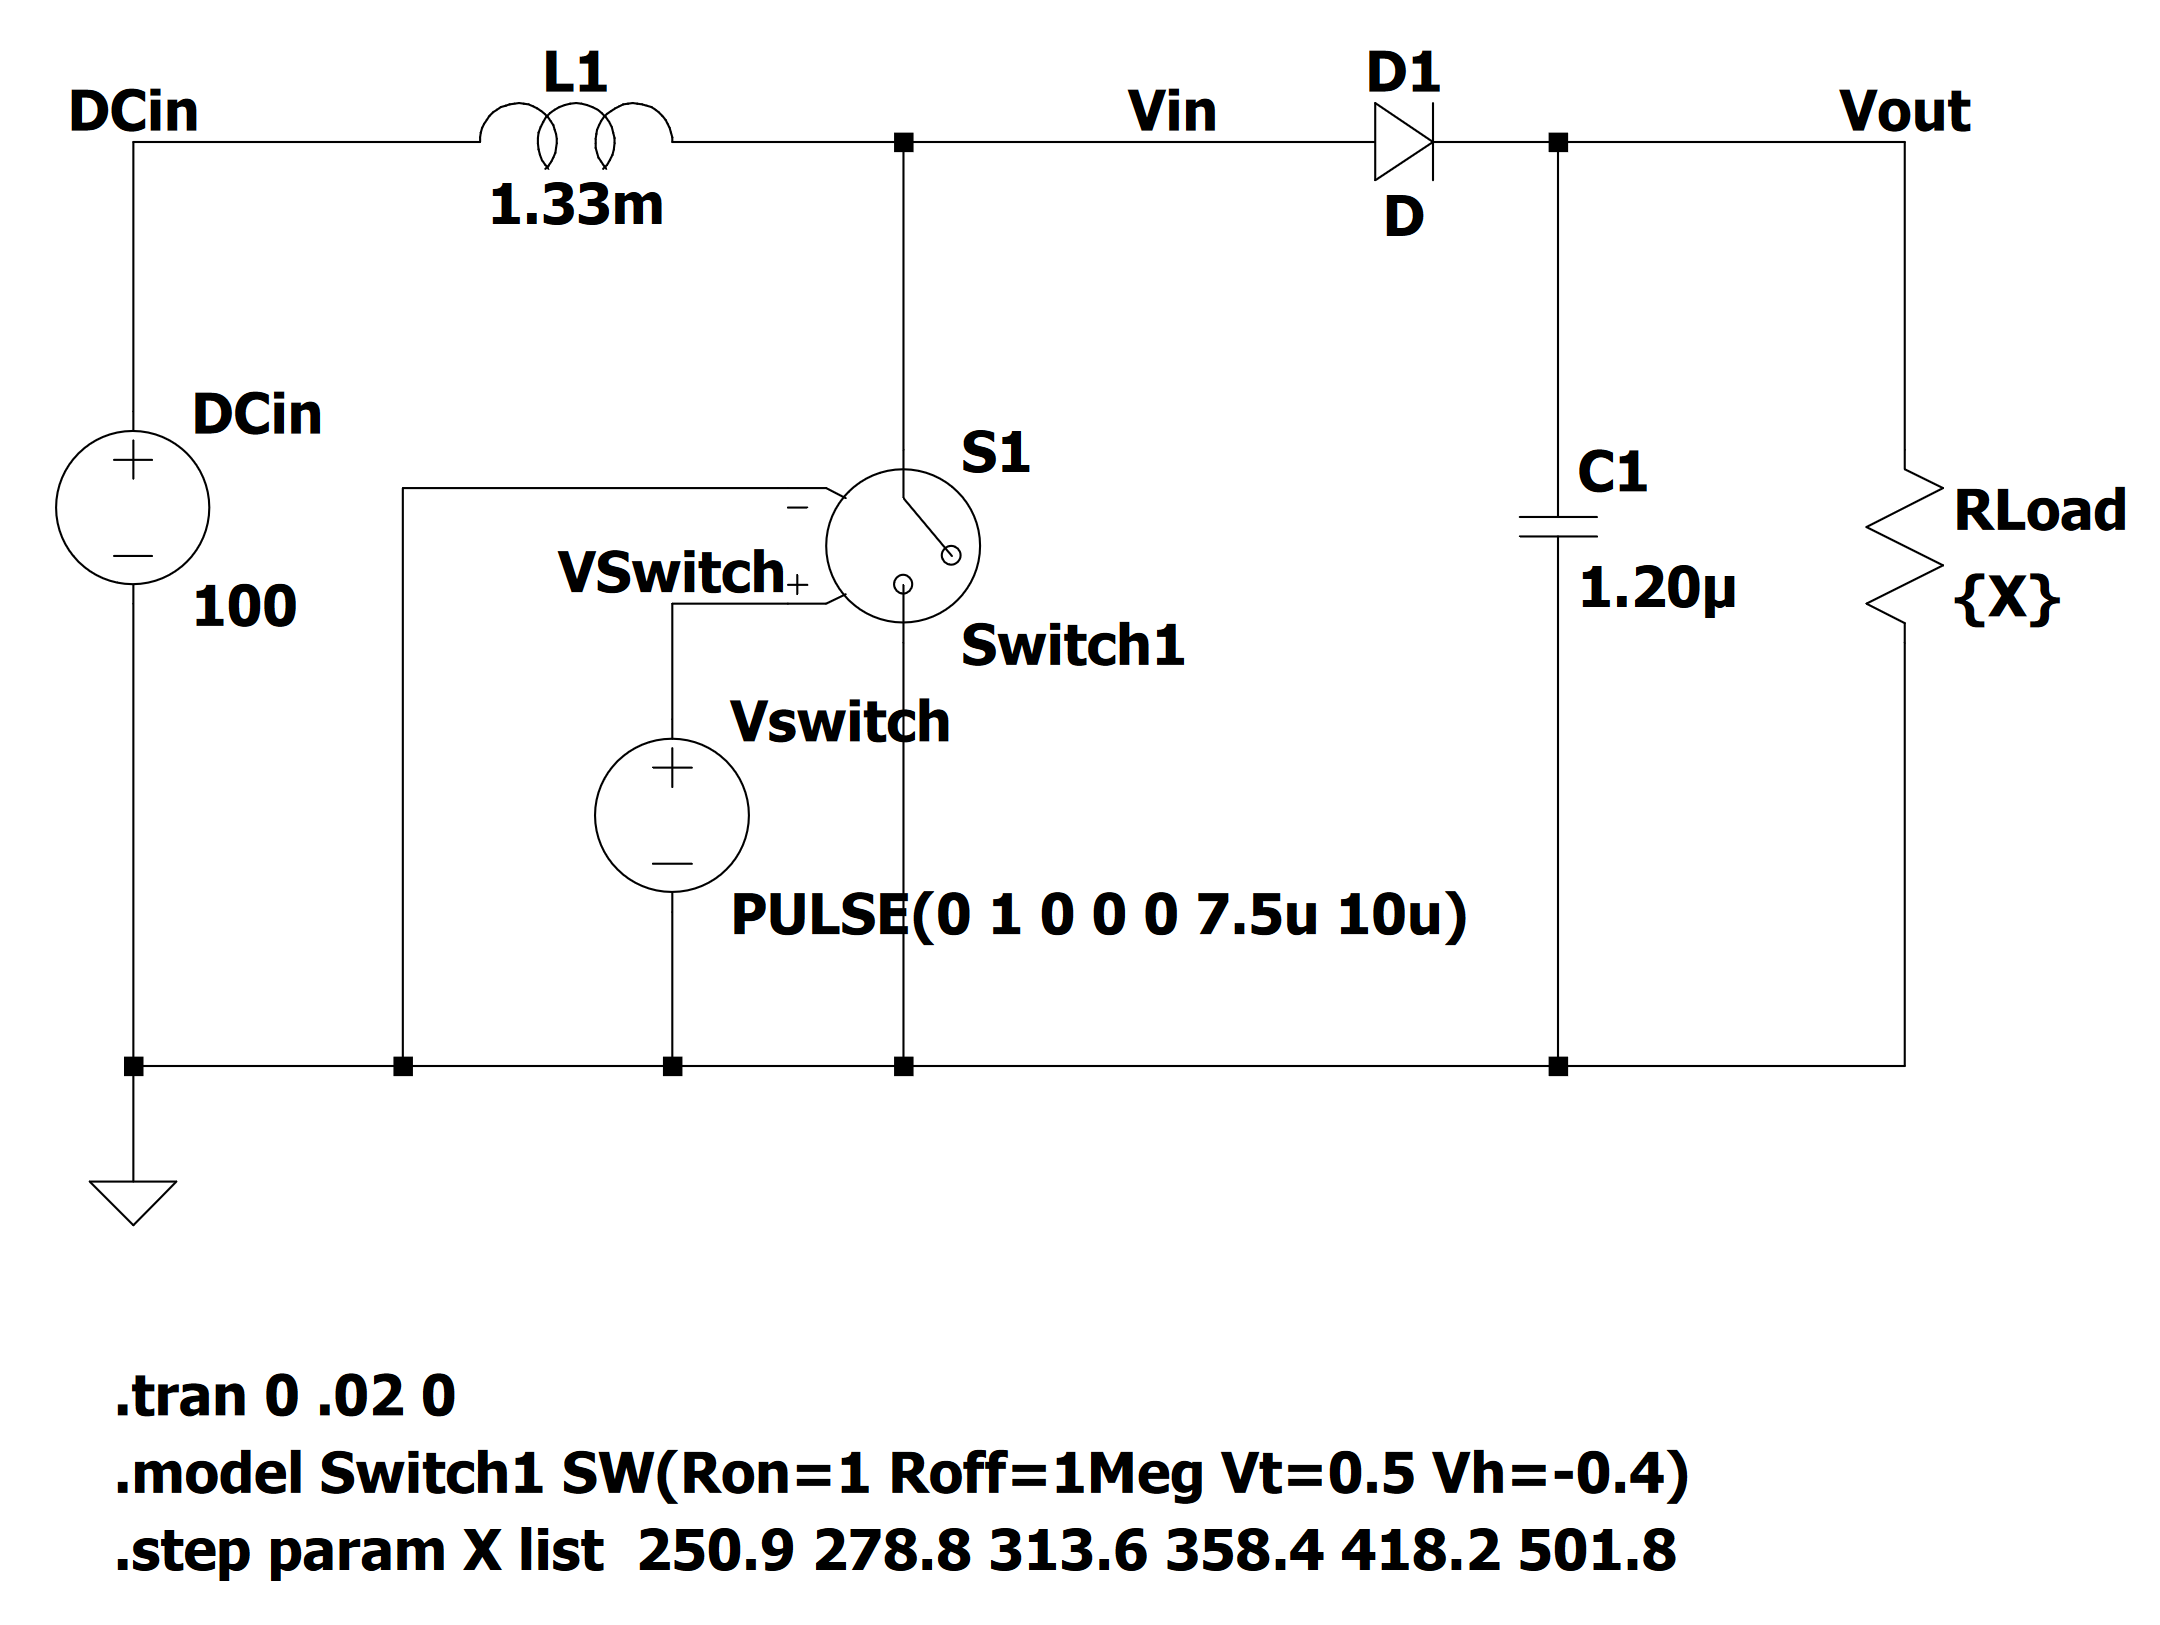 L1
D1
DCin
Vin
Vout
1.33m
D
DCin
S1
C1
RLoad
VSwitch
1.20µ
{X}
100
Switch1
Vswitch
PULSE(0 1 0 0 0 7.5u 10u)
.tran 0 .02 0
.model Switch1 SW(Ron=1 Roff=1Meg Vt=0.5 Vh=-0.4)
.step param X list  250.9 278.8 313.6 358.4 418.2 501.8